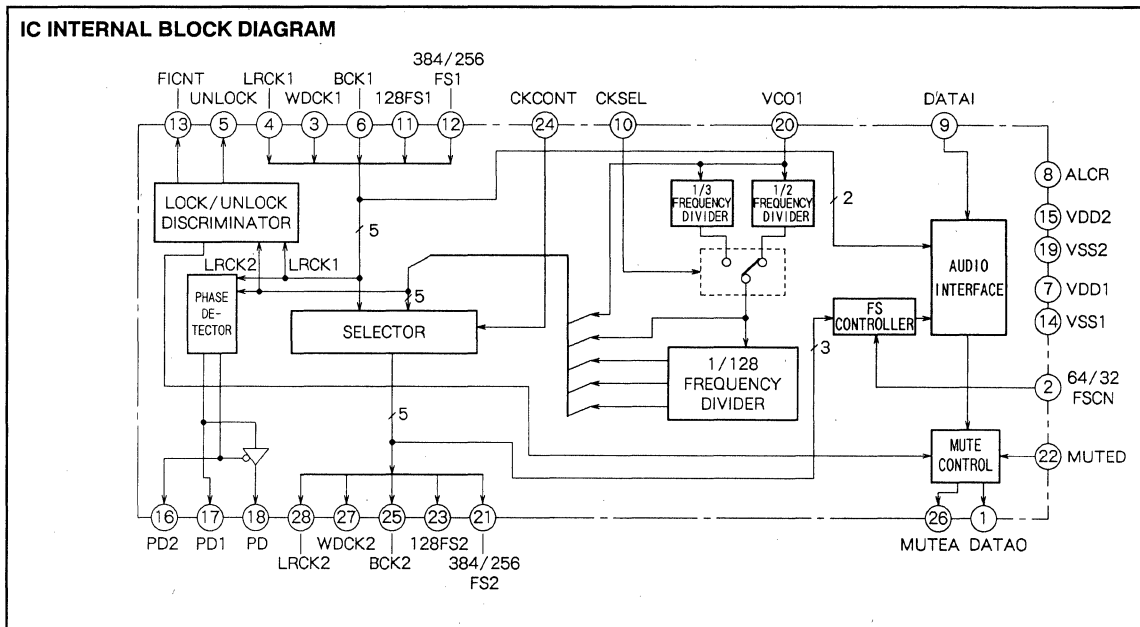 IC INTERNAL BLOCK DIAGRAM
384/256
FICNT LRCK1 BCK1 FS1
UNLOCK WDCK1 128FS1 CKCONT CKSEL VCO1 D'ATAI
13 5 4 3 6 11 12 24 10 20 9
8 ALCR
15 VDD2
19 VSS2
7 VDD1
14 VSS1
2 64/32
FSCN
22 MUTED
LOCK/UNLOCK
DISCRIMINATOR
1/3
FREQUENCY
DIVIDER
1/2
FREQUENCY
DIVIDER
2
5
LRCK2 LRCK1
PHASE
DE-
TECTOR
5
SELECTOR
AUDIO
INTERFACE
FS
CONTROLLER
3
1/128
FREQUENCY
DIVIDER
5
MUTE
CONTROL
16 17 18 28 27 25 23 21 26 1
PD2 PD1 PD WDCK2 128FS2 MUTEA DATAO
LRCK2 BCK2 384/256
FS2